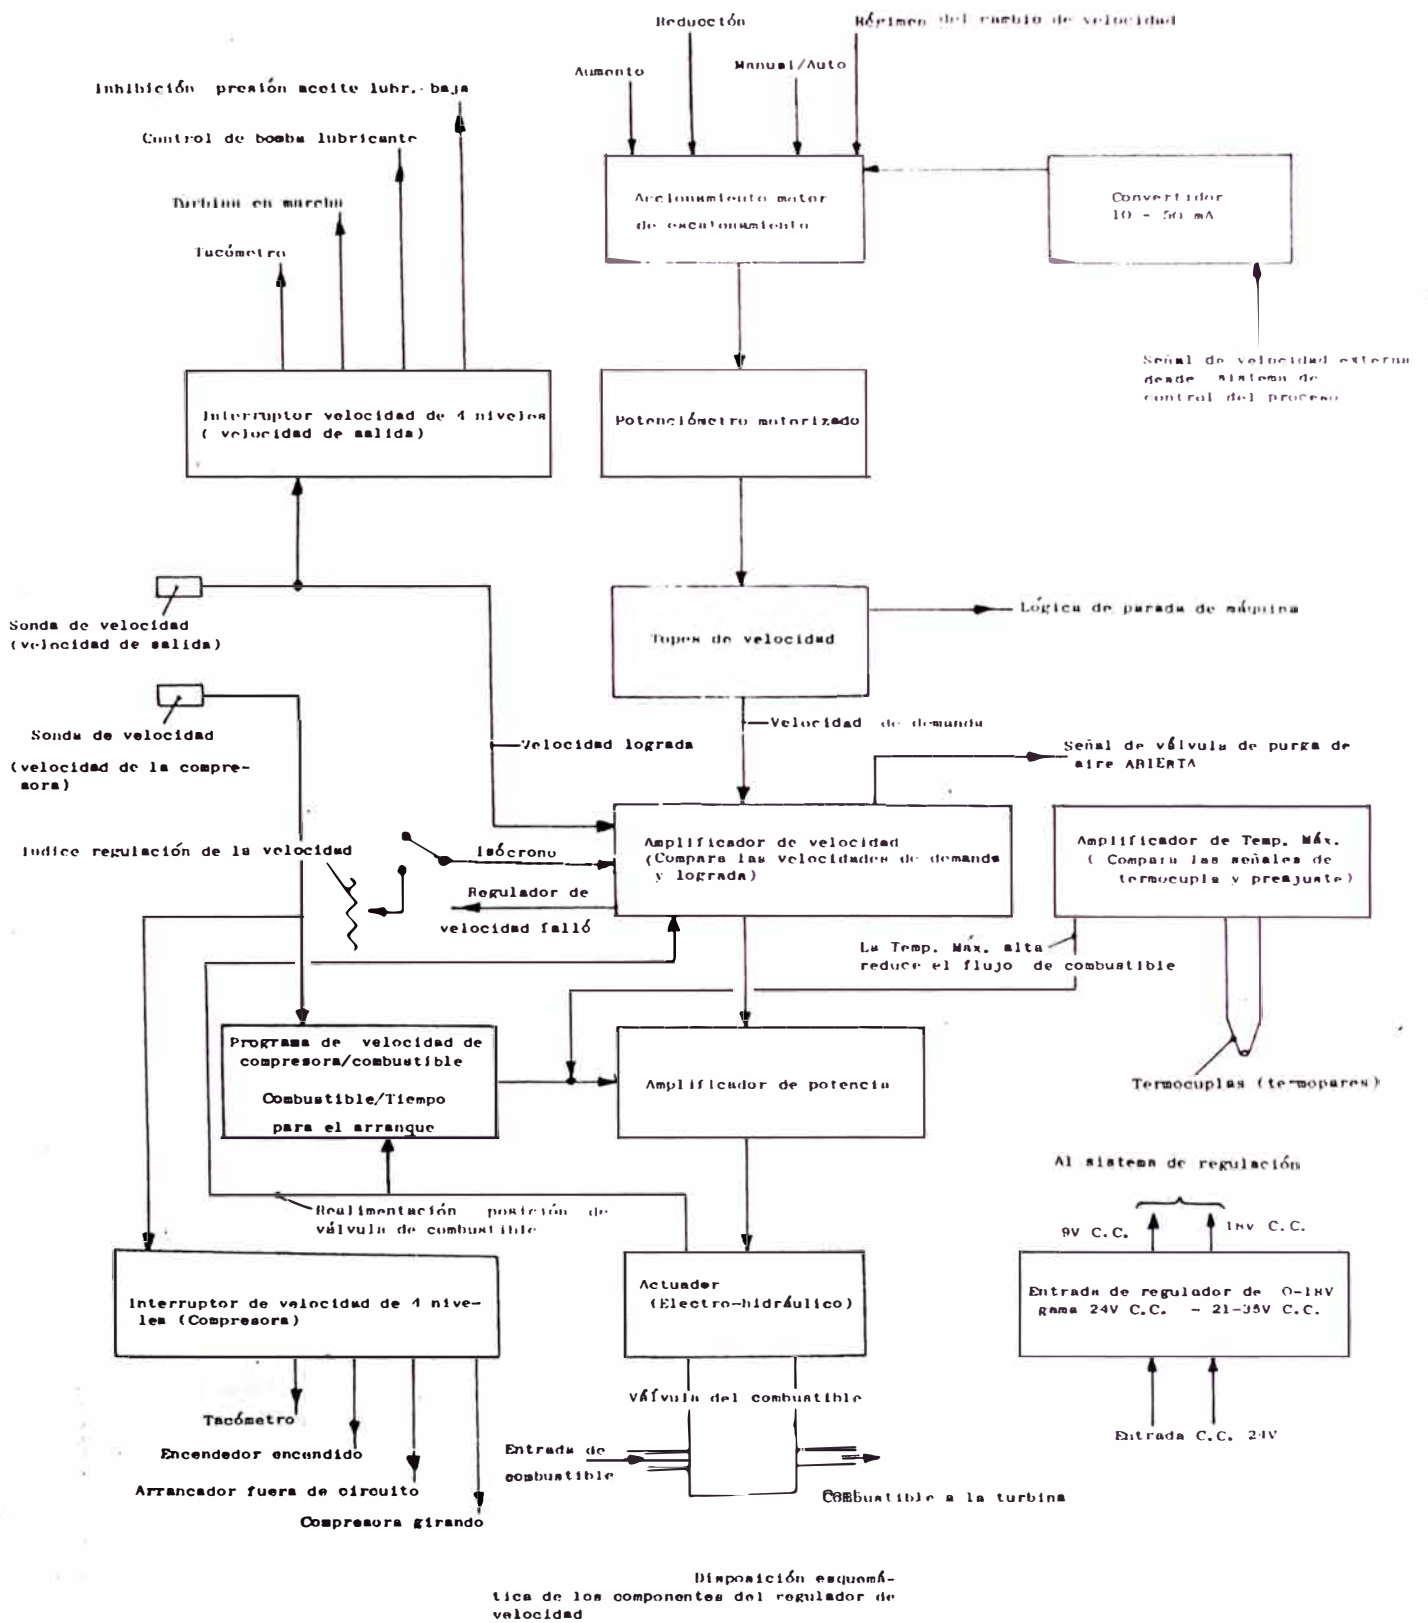 Reducción
Régimen del cambio de velocidad
Aumento
Manual/Auto
Inhibición presión aceite lubr. baja
Control de bomba lubricante
Turbina en marcha
Tacómetro
Accionamiento motor
de escalonamiento
Convertidor
10 - 50 mA
Señal de velocidad externa
desde sistema de
control del proceso
Interruptor velocidad de 4 niveles
( velocidad de salida)
Potenciómetro motorizado
Sonda de velocidad
(velocidad de salida)
Topes de velocidad
Lógica de parada de máquina
Sonda de velocidad
(velocidad de la compre-
sora)
Velocidad lograda
Velocidad de demanda
Señal de válvula de purga de
aire ABIERTA
Indice regulación de la velocidad
Isócrono
Regulador de
velocidad falló
Amplificador de velocidad
(Compara las velocidades de demanda
y lograda)
Amplificador de Temp. Máx.
( Compara las señales de
termocupla y preajuste)
La Temp. Máx. alta
reduce el flujo de combustible
Programa de velocidad de
compresora/combustible
Combustible/Tiempo
para el arranque
Amplificador de potencia
Termocuplas (termopares)
Al sistema de regulación
Realimentación posición de
válvula de combustible
9V C.C.
18V C.C.
Interruptor de velocidad de 4 nive-
les (Compresora)
Actuador
(Electro-hidráulico)
Entrada de regulador de 0-18V
gama 24V C.C. - 21-35V C.C.
Válvula del combustible
Tacómetro
Encendedor encendido
Arrancador fuera de circuito
Compresora girando
Entrada de
combustible
Combustible a la turbina
Entrada C.C. 24V
Disposición esquemá-
tica de los componentes del regulador de
velocidad